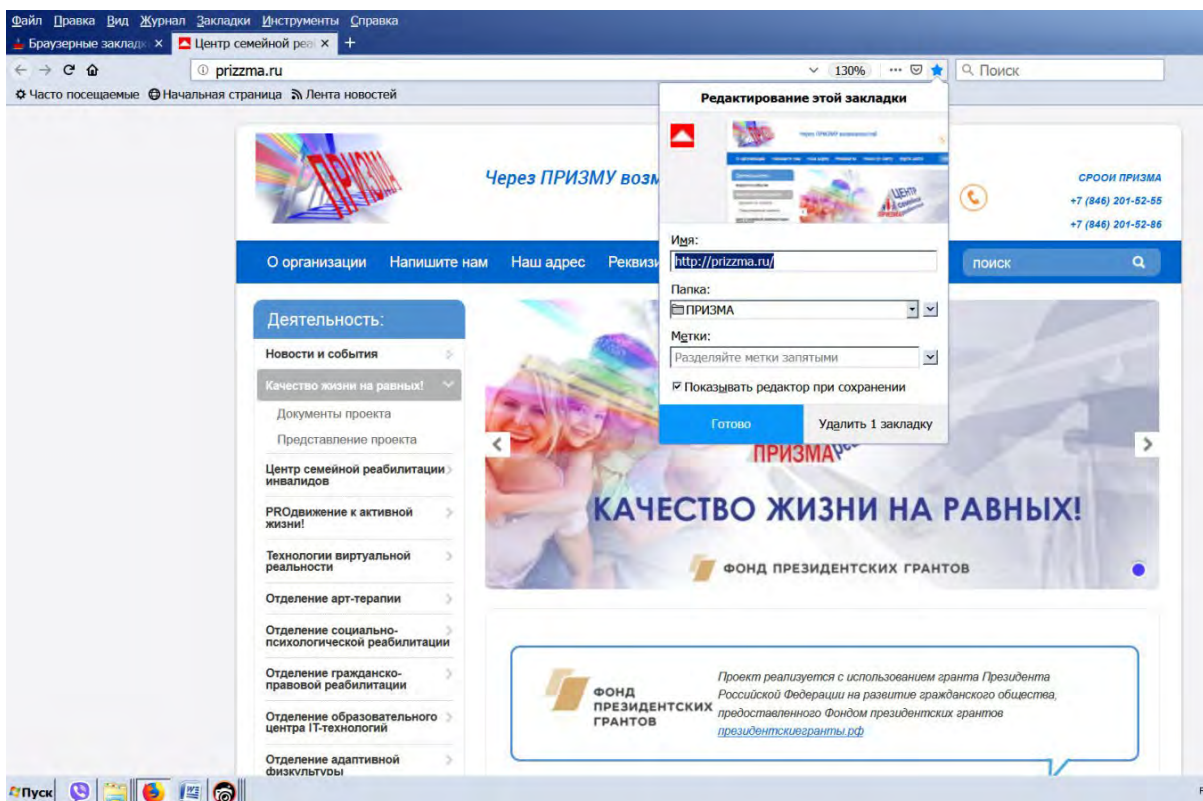 Файл Правка Вид Журнал Закладки Инструменты Справка
Браузерные закладк Центр семейной реа
prizzma.ru 130% Поиск
Часто посещаемые Начальная страница Лента новостей
Редактирование этой закладки
Имя:
http://prizzma.ru/
Папка:
ПРИЗМА
Метки:
Разделяйте метки запятыми
Показывать редактор при сохранении
Готово Удалить 1 закладку
ПРИЗМА
Через ПРИЗМУ возм
СРООИ ПРИЗМА
+7 (846) 201-52-55
+7 (846) 201-52-86
О организации Напишите нам Наш адрес Реквизи поиск
Деятельность:
Новости и события
Качество жизни на равных!
Документы проекта
Представление проекта
Центр семейной реабилитации
инвалидов
PROдвижение к активной
жизни!
Технологии виртуальной
реальности
Отделение арт-терапии
Отделение социально-
психологической реабилитации
Отделение гражданско-
правовой реабилитации
Отделение образовательного
центра IT-технологий
Отделение адаптивной
физкультуры
ПРИЗМА
КАЧЕСТВО ЖИЗНИ НА РАВНЫХ!
ФОНД ПРЕЗИДЕНТСКИХ ГРАНТОВ
ФОНД
ПРЕЗИДЕНТСКИХ
ГРАНТОВ
Проект реализуется с использованием гранта Президента
Российской Федерации на развитие гражданского общества,
предоставленного Фондом президентских грантов
президентскиегранты.рф
Пуск